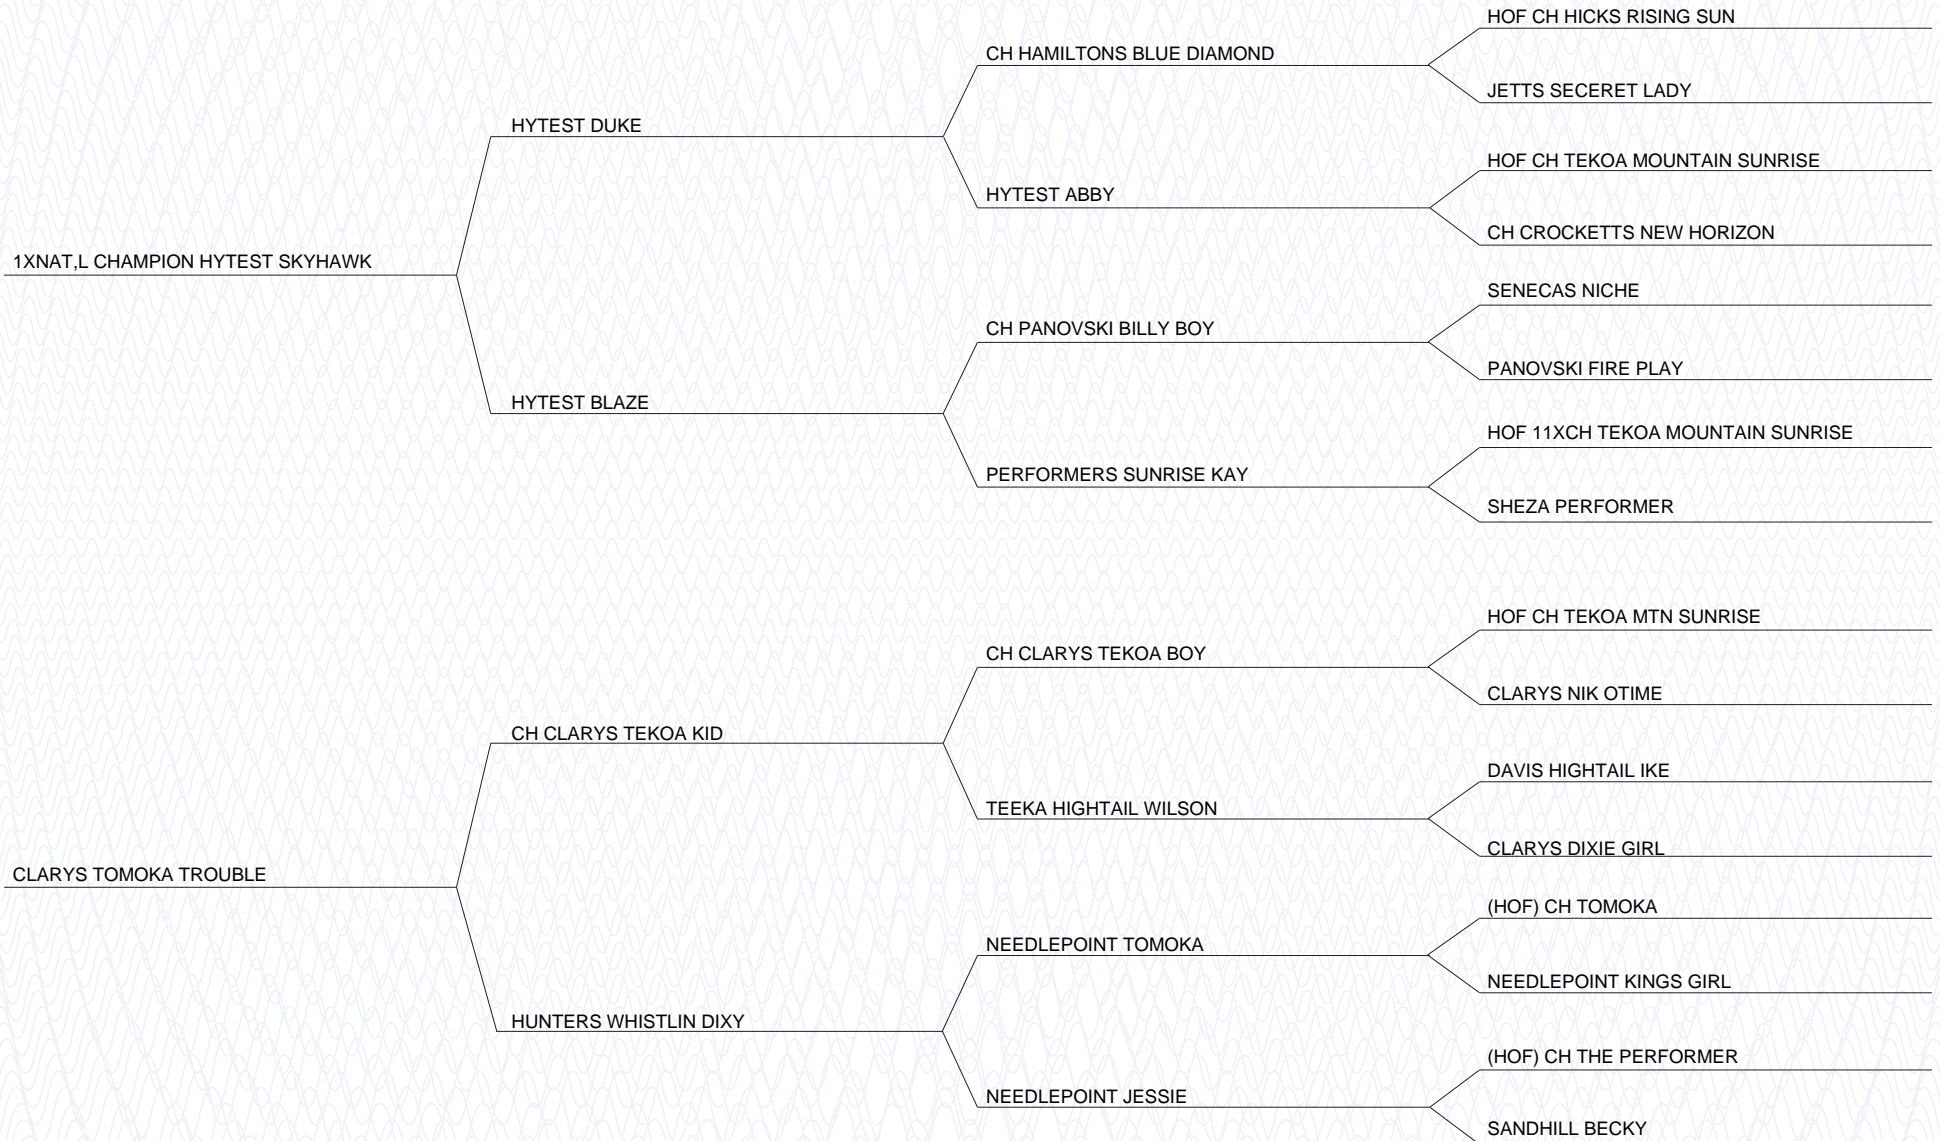 HOF CH HICKS RISING SUN
CH HAMILTONS BLUE DIAMOND
JETTS SECERET LADY
HYTEST DUKE
HOF CH TEKOA MOUNTAIN SUNRISE
HYTEST ABBY
CH CROCKETTS NEW HORIZON
1XNAT,L CHAMPION HYTEST SKYHAWK
SENECAS NICHE
CH PANOVSKI BILLY BOY
PANOVSKI FIRE PLAY
HYTEST BLAZE
HOF 11XCH TEKOA MOUNTAIN SUNRISE
PERFORMERS SUNRISE KAY
SHEZA PERFORMER
HOF CH TEKOA MTN SUNRISE
CH CLARYS TEKOA BOY
CLARYS NIK OTIME
CH CLARYS TEKOA KID
DAVIS HIGHTAIL IKE
TEEKA HIGHTAIL WILSON
CLARYS DIXIE GIRL
CLARYS TOMOKA TROUBLE
(HOF) CH TOMOKA
NEEDLEPOINT TOMOKA
NEEDLEPOINT KINGS GIRL
HUNTERS WHISTLIN DIXY
(HOF) CH THE PERFORMER
NEEDLEPOINT JESSIE
SANDHILL BECKY